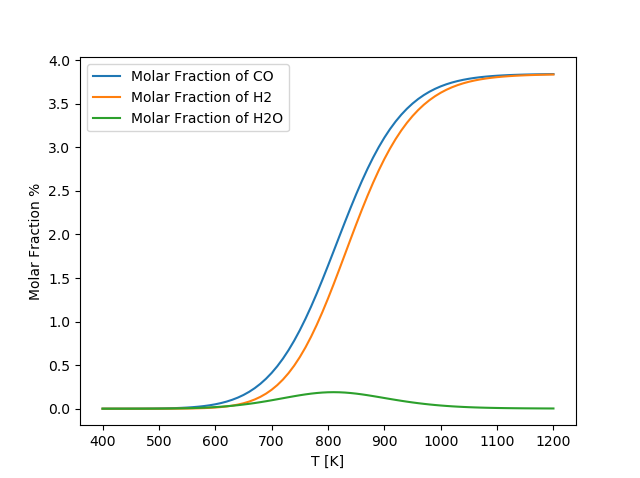 Molar Fraction of CO
Molar Fraction of H2
Molar Fraction of H2O
Molar Fraction %
4.0
3.5
3.0
2.5
2.0
1.5
1.0
0.5
0.0
400 500 600 700 800 900 1000 1100 1200
T [K]